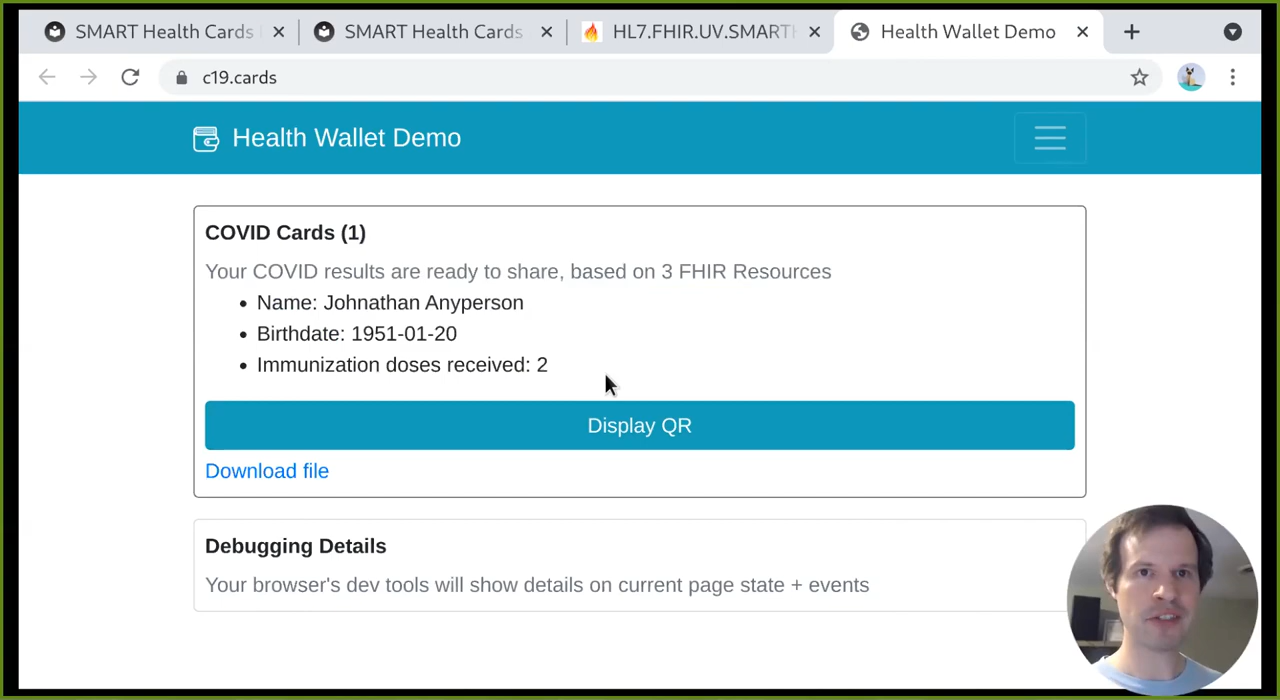 SMART Health Cards
SMART Health Cards
HL7.FHIR.UV.SMARTH
Health Wallet Demo
c19.cards
Health Wallet Demo
COVID Cards (1)
Your COVID results are ready to share, based on 3 FHIR Resources
• Name: Johnathan Anyperson
• Birthdate: 1951-01-20
• Immunization doses received: 2
Display QR
Download file
Debugging Details
Your browser's dev tools will show details on current page state + events